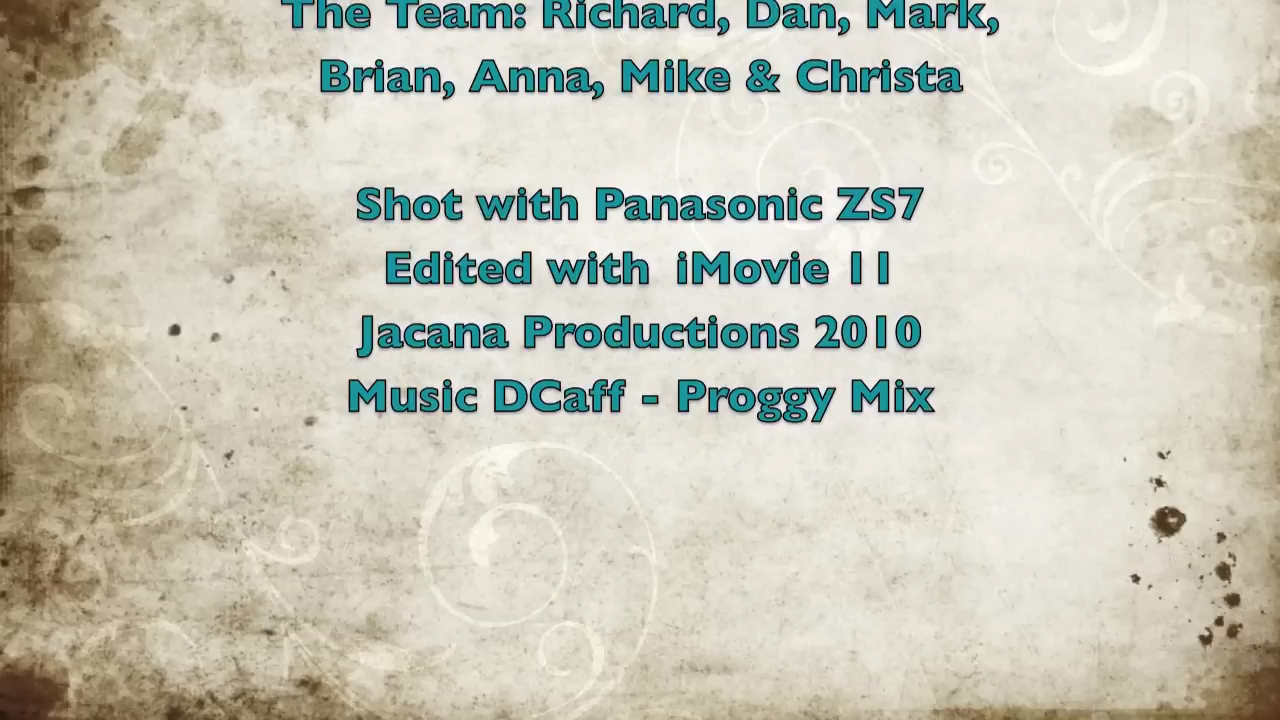 The Team: Richard, Dan, Mark,
Brian, Anna, Mike & Christa
Shot with Panasonic ZS7
Edited with  iMovie 11
Jacana Productions 2010
Music DCaff - Proggy Mix